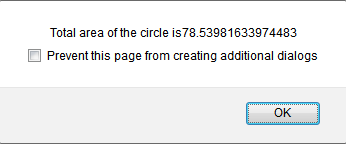 Total area of the circle is78.53981633974483
Prevent this page from creating additional dialogs
OK